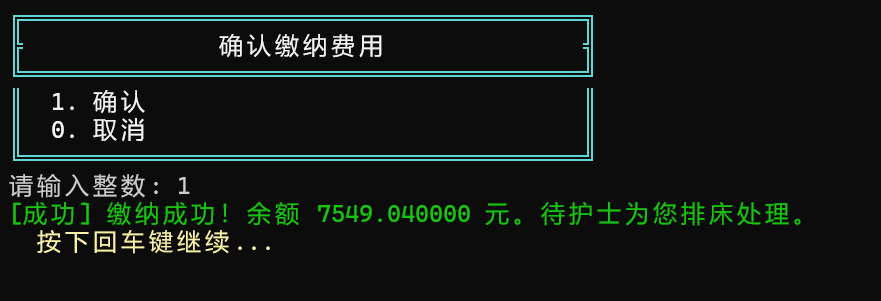 确认缴纳费用
1. 确认
0. 取消
请输入整数: 1
[成功] 缴纳成功! 余额 7549.040000 元。待护士为您排床处理。
按下回车键继续...